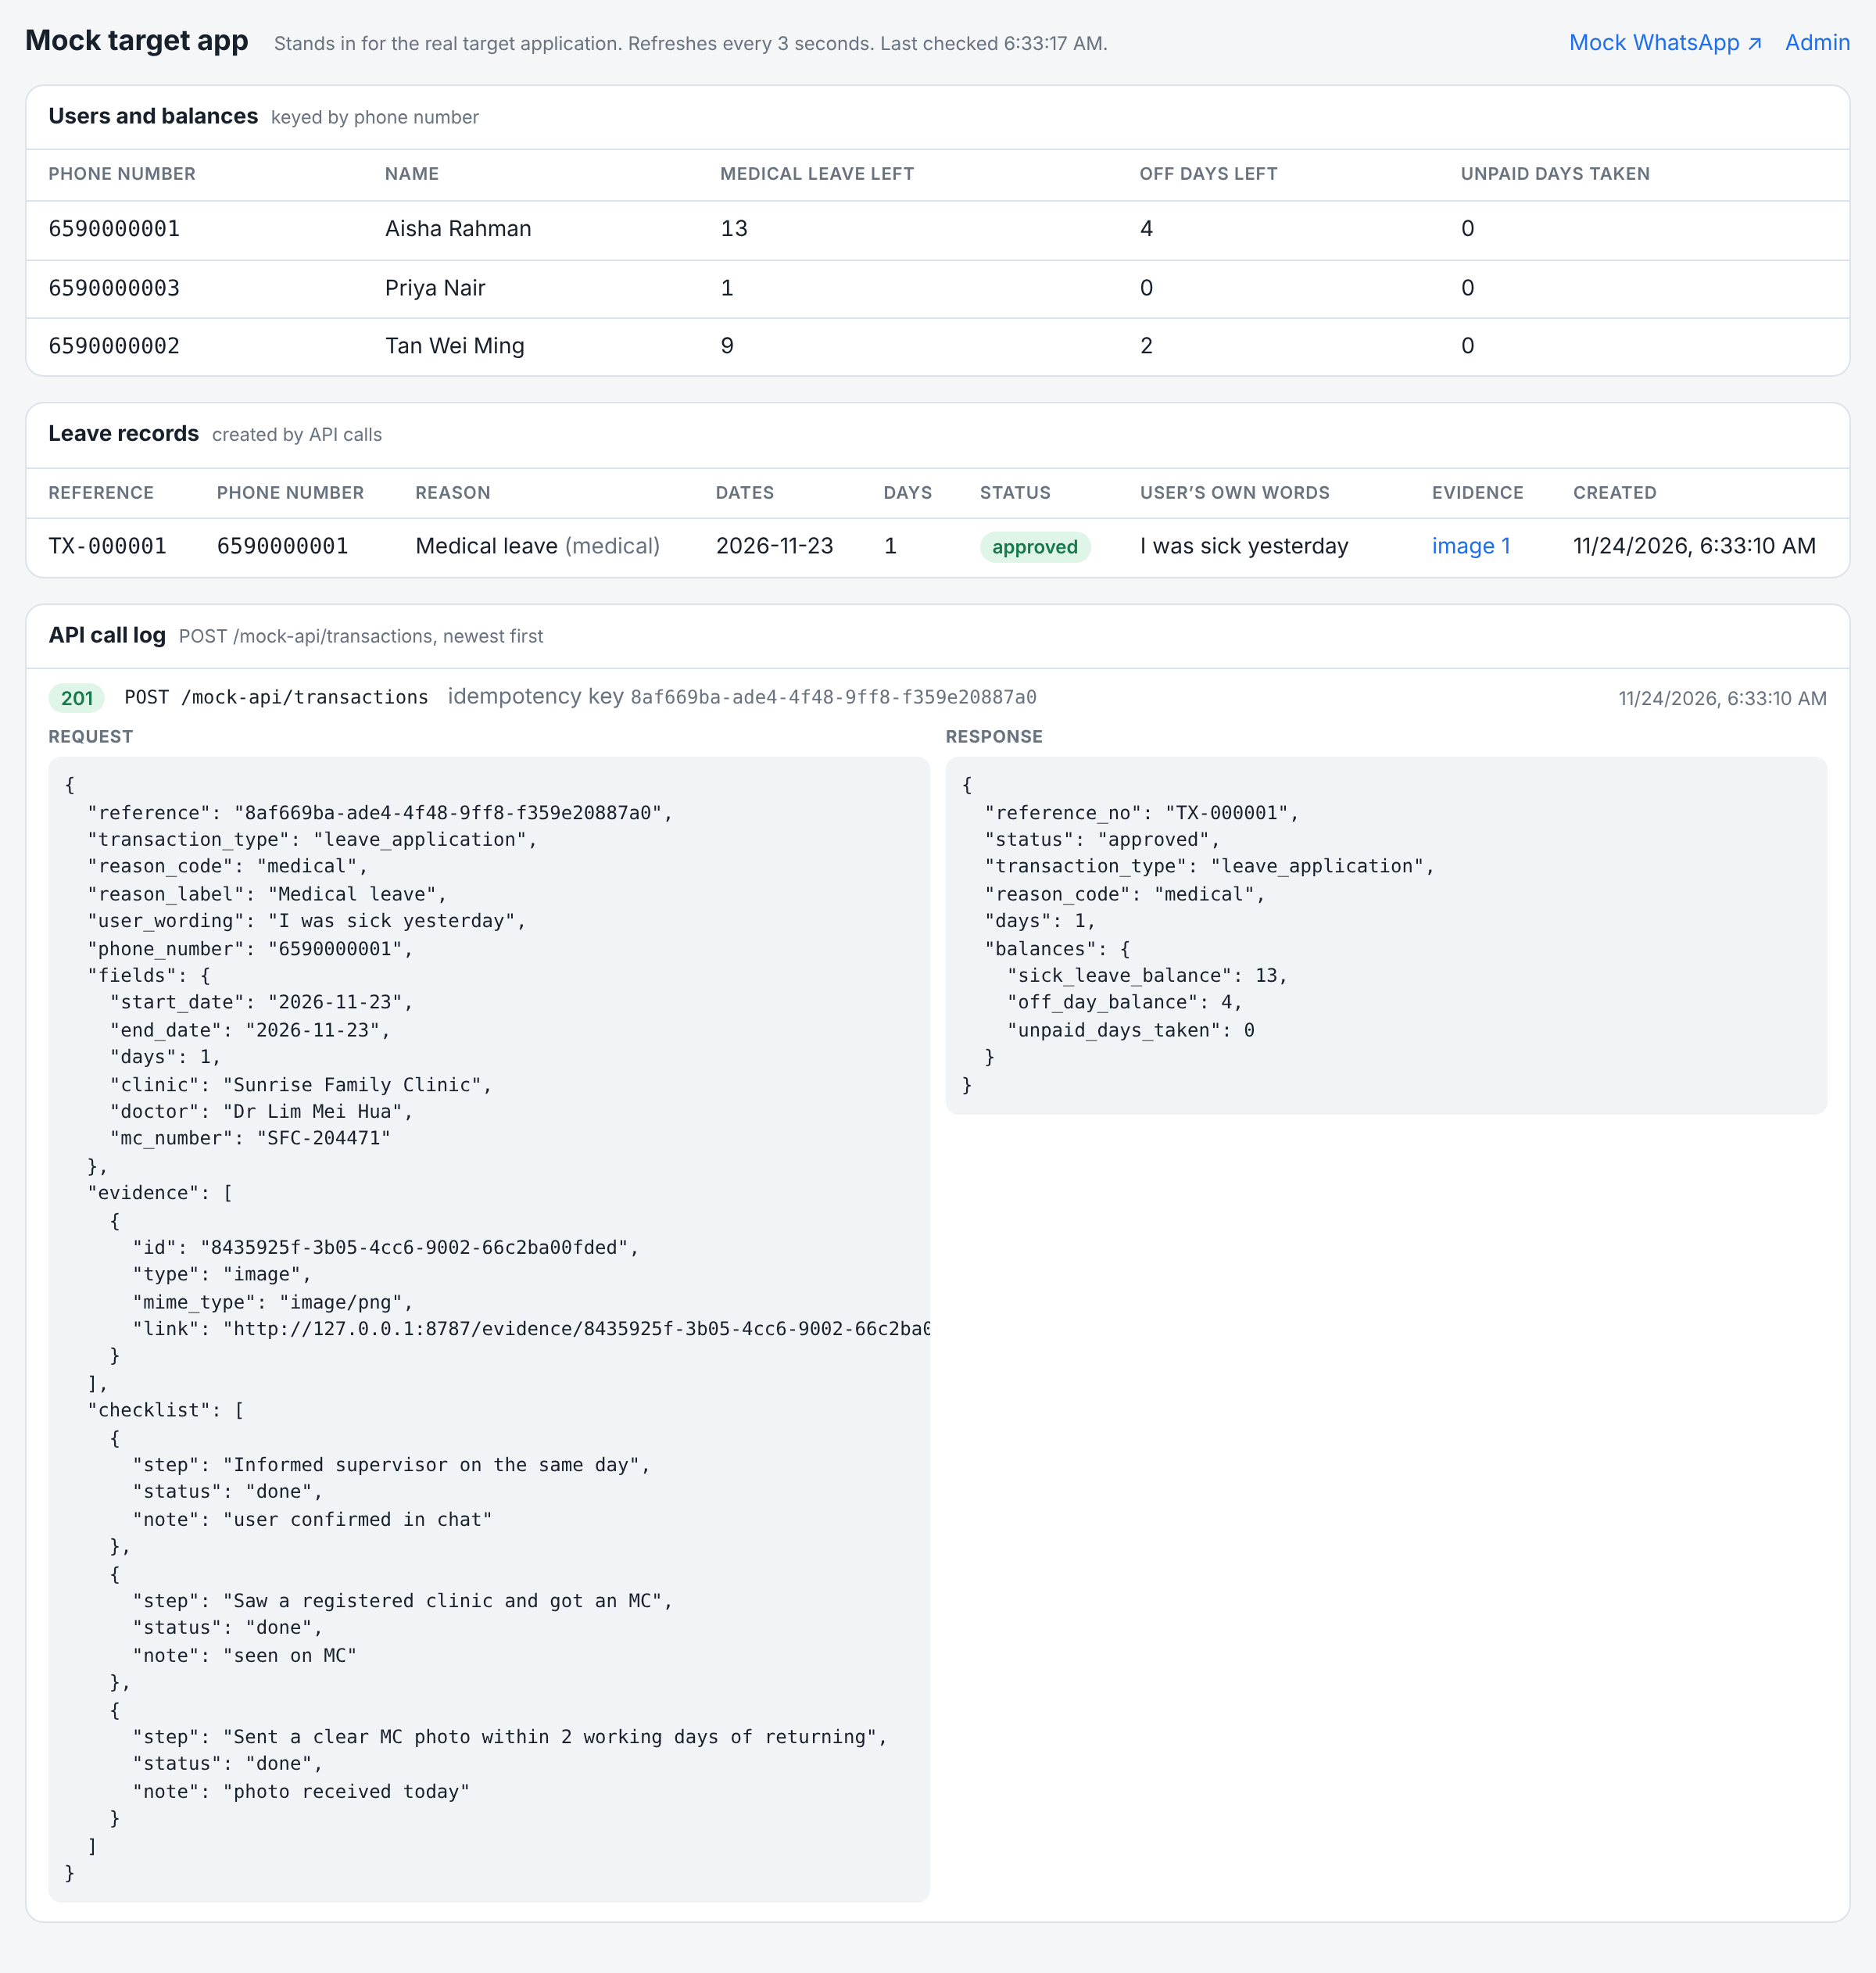 Mock target app Stands in for the real target application. Refreshes every 3 seconds. Last checked 6:33:17 AM. Mock WhatsApp ↗ Admin
Users and balances keyed by phone number
PHONE NUMBER NAME MEDICAL LEAVE LEFT OFF DAYS LEFT UNPAID DAYS TAKEN
6590000001 Aisha Rahman 13 4 0
6590000003 Priya Nair 1 0 0
6590000002 Tan Wei Ming 9 2 0
Leave records created by API calls
REFERENCE PHONE NUMBER REASON DATES DAYS STATUS USER’S OWN WORDS EVIDENCE CREATED
TX-000001 6590000001 Medical leave (medical) 2026-11-23 1 approved I was sick yesterday image 1 11/24/2026, 6:33:10 AM
API call log POST /mock-api/transactions, newest first
201 POST /mock-api/transactions idempotency key 8af669ba-ade4-4f48-9ff8-f359e20887a0 11/24/2026, 6:33:10 AM
REQUEST
{
"reference": "8af669ba-ade4-4f48-9ff8-f359e20887a0",
"transaction_type": "leave_application",
"reason_code": "medical",
"reason_label": "Medical leave",
"user_wording": "I was sick yesterday",
"phone_number": "6590000001",
"fields": {
"start_date": "2026-11-23",
"end_date": "2026-11-23",
"days": 1,
"clinic": "Sunrise Family Clinic",
"doctor": "Dr Lim Mei Hua",
"mc_number": "SFC-204471"
},
"evidence": [
{
"id": "8435925f-3b05-4cc6-9002-66c2ba00fded",
"type": "image",
"mime_type": "image/png",
"link": "http://127.0.0.1:8787/evidence/8435925f-3b05-4cc6-9002-66c2ba0
}
],
"checklist": [
{
"step": "Informed supervisor on the same day",
"status": "done",
"note": "user confirmed in chat"
},
{
"step": "Saw a registered clinic and got an MC",
"status": "done",
"note": "seen on MC"
},
{
"step": "Sent a clear MC photo within 2 working days of returning",
"status": "done",
"note": "photo received today"
}
]
}
RESPONSE
{
"reference_no": "TX-000001",
"status": "approved",
"transaction_type": "leave_application",
"reason_code": "medical",
"days": 1,
"balances": {
"sick_leave_balance": 13,
"off_day_balance": 4,
"unpaid_days_taken": 0
}
}